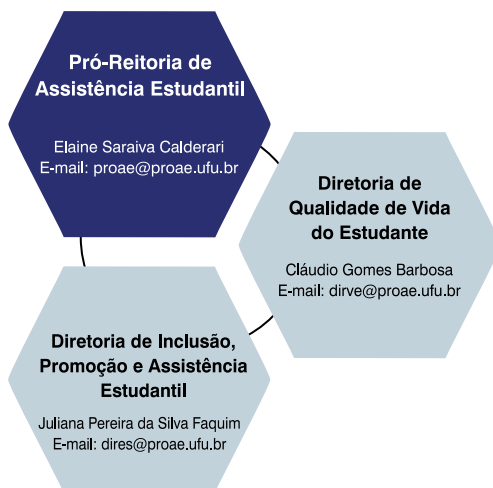 Pró-Reitoria de
Assistência Estudantil
Elaine Saraiva Calderari
E-mail: proae@proae.ufu.br
Diretoria de
Qualidade de Vida
do Estudante
Cláudio Gomes Barbosa
E-mail: dirve@proae.ufu.br
Diretoria de Inclusão,
Promoção e Assistência
Estudantil
Juliana Pereira da Silva Faquim
E-mail: dires@proae.ufu.br